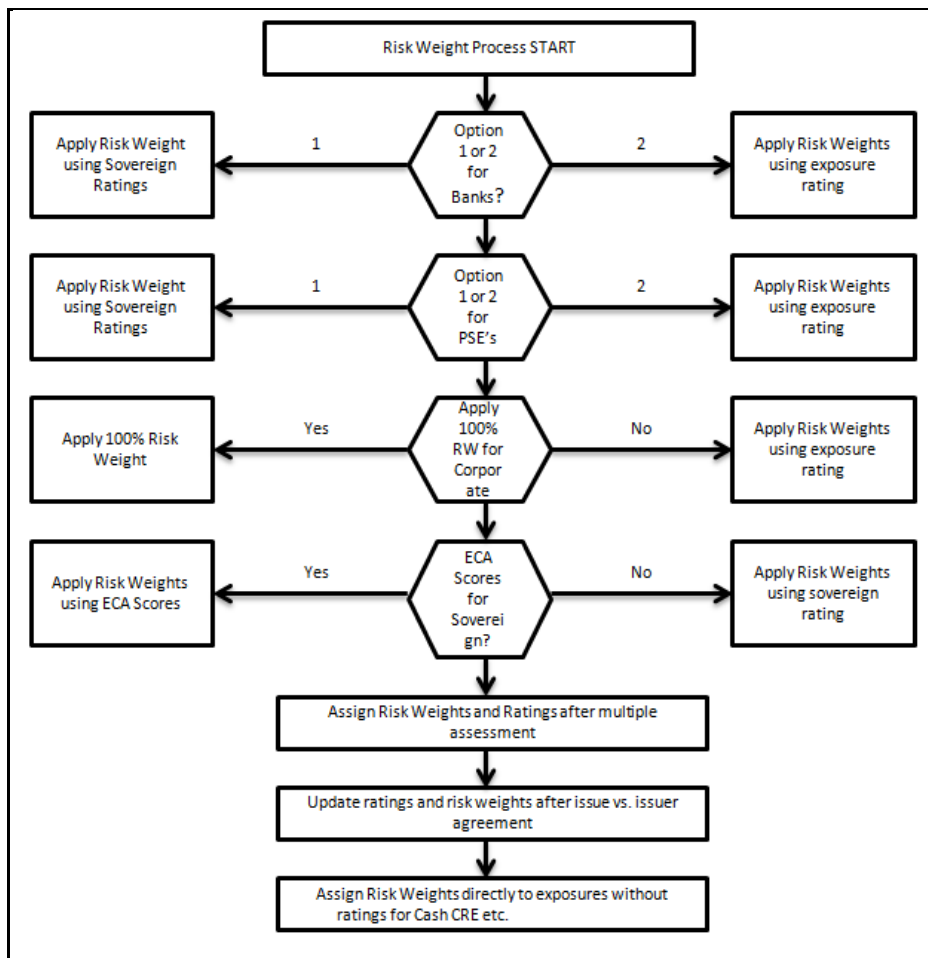 Risk Weight Process START
Apply Risk Weight
using Sovereign
Ratings
1
Option
1 or 2
for
Banks?
2
Apply Risk Weights
using exposure
rating
Apply Risk Weight
using Sovereign
Ratings
1
Option
1 or 2
for
PSE's
2
Apply Risk Weights
using exposure
rating
Apply 100% Risk
Weight
Yes
Apply
100%
RW for
Corpor
ate
No
Apply Risk Weights
using exposure
rating
Apply Risk Weights
using ECA Scores
Yes
ECA
Scores
for
Soverei
gn?
No
Apply Risk Weights
using sovereign
rating
Assign Risk Weights and Ratings after multiple
assessment
Update ratings and risk weights after issue vs. issuer
agreement
Assign Risk Weights directly to exposures without
ratings for Cash CRE etc.